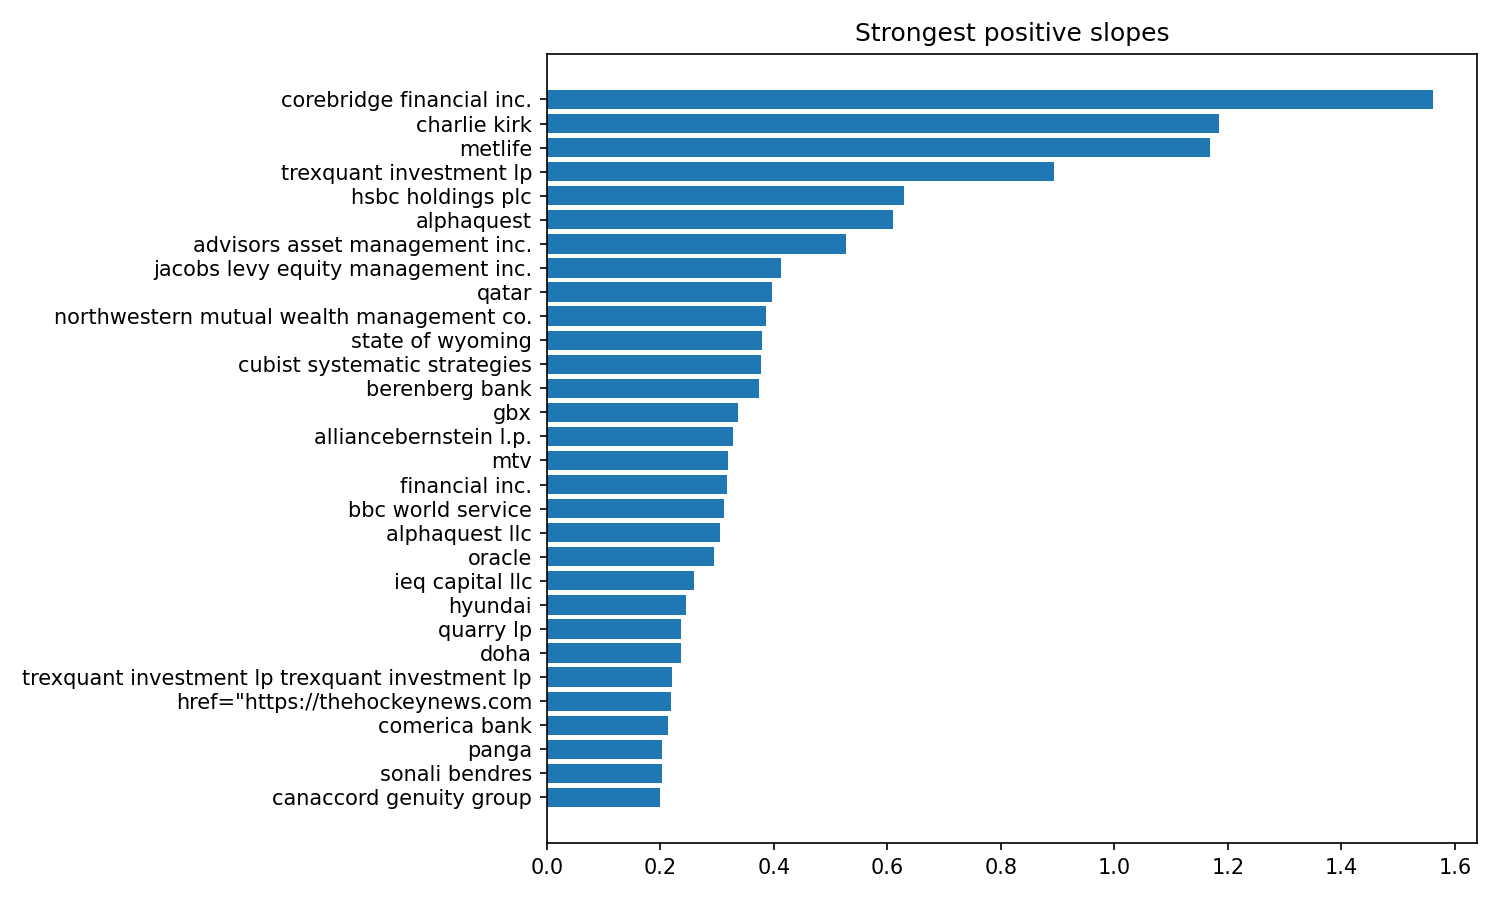 Strongest positive slopes
corebridge financial inc.
charlie kirk
metlife
trexquant investment lp
hsbc holdings plc
alphaquest
advisors asset management inc.
jacobs levy equity management inc.
qatar
northwestern mutual wealth management co.
state of wyoming
cubist systematic strategies
berenberg bank
gbx
alliancebernstein l.p.
mtv
financial inc.
bbc world service
alphaquest llc
oracle
ieq capital llc
hyundai
quarry lp
doha
trexquant investment lp trexquant investment lp
href="https://thehockeynews.com
comerica bank
panga
sonali bendres
canaccord genuity group
0.0 0.2 0.4 0.6 0.8 1.0 1.2 1.4 1.6